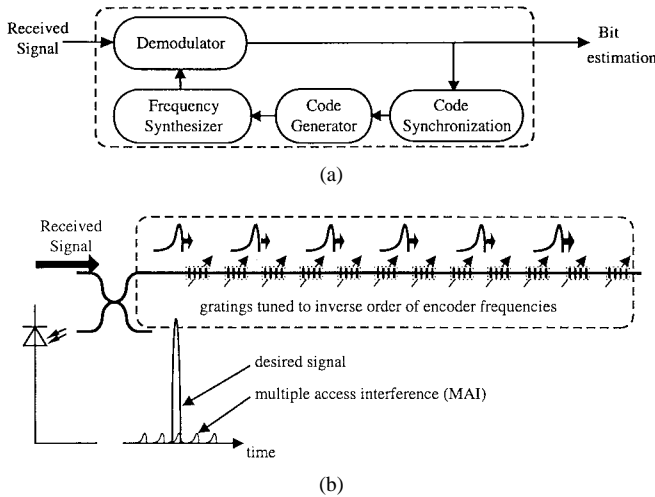 Received
Signal
Demodulator
Bit
estimation
Frequency
Synthesizer
Code
Generator
Code
Synchronization
(a)
Received
Signal
gratings tuned to inverse order of encoder frequencies
desired signal
multiple access interference (MAI)
time
(b)